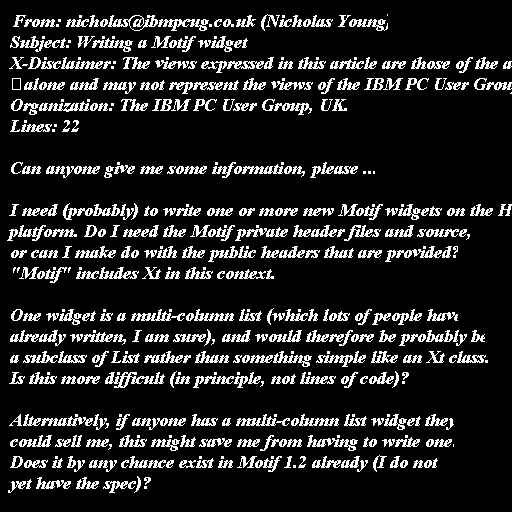 From: nicholas@ibmpcug.co.uk (Nicholas Young)
Subject: Writing a Motif widget
X-Disclaimer: The views expressed in this article are those of the a
alone and may not represent the views of the IBM PC User Grou
Organization: The IBM PC User Group, UK.
Lines: 22

Can anyone give me some information, please ...

I need (probably) to write one or more new Motif widgets on the H
platform. Do I need the Motif private header files and source,
or can I make do with the public headers that are provided?
"Motif" includes Xt in this context.

One widget is a multi-column list (which lots of people have
already written, I am sure), and would therefore be probably be
a subclass of List rather than something simple like an Xt class.
Is this more difficult (in principle, not lines of code)?

Alternatively, if anyone has a multi-column list widget they
could sell me, this might save me from having to write one.
Does it by any chance exist in Motif 1.2 already (I do not
yet have the spec)?